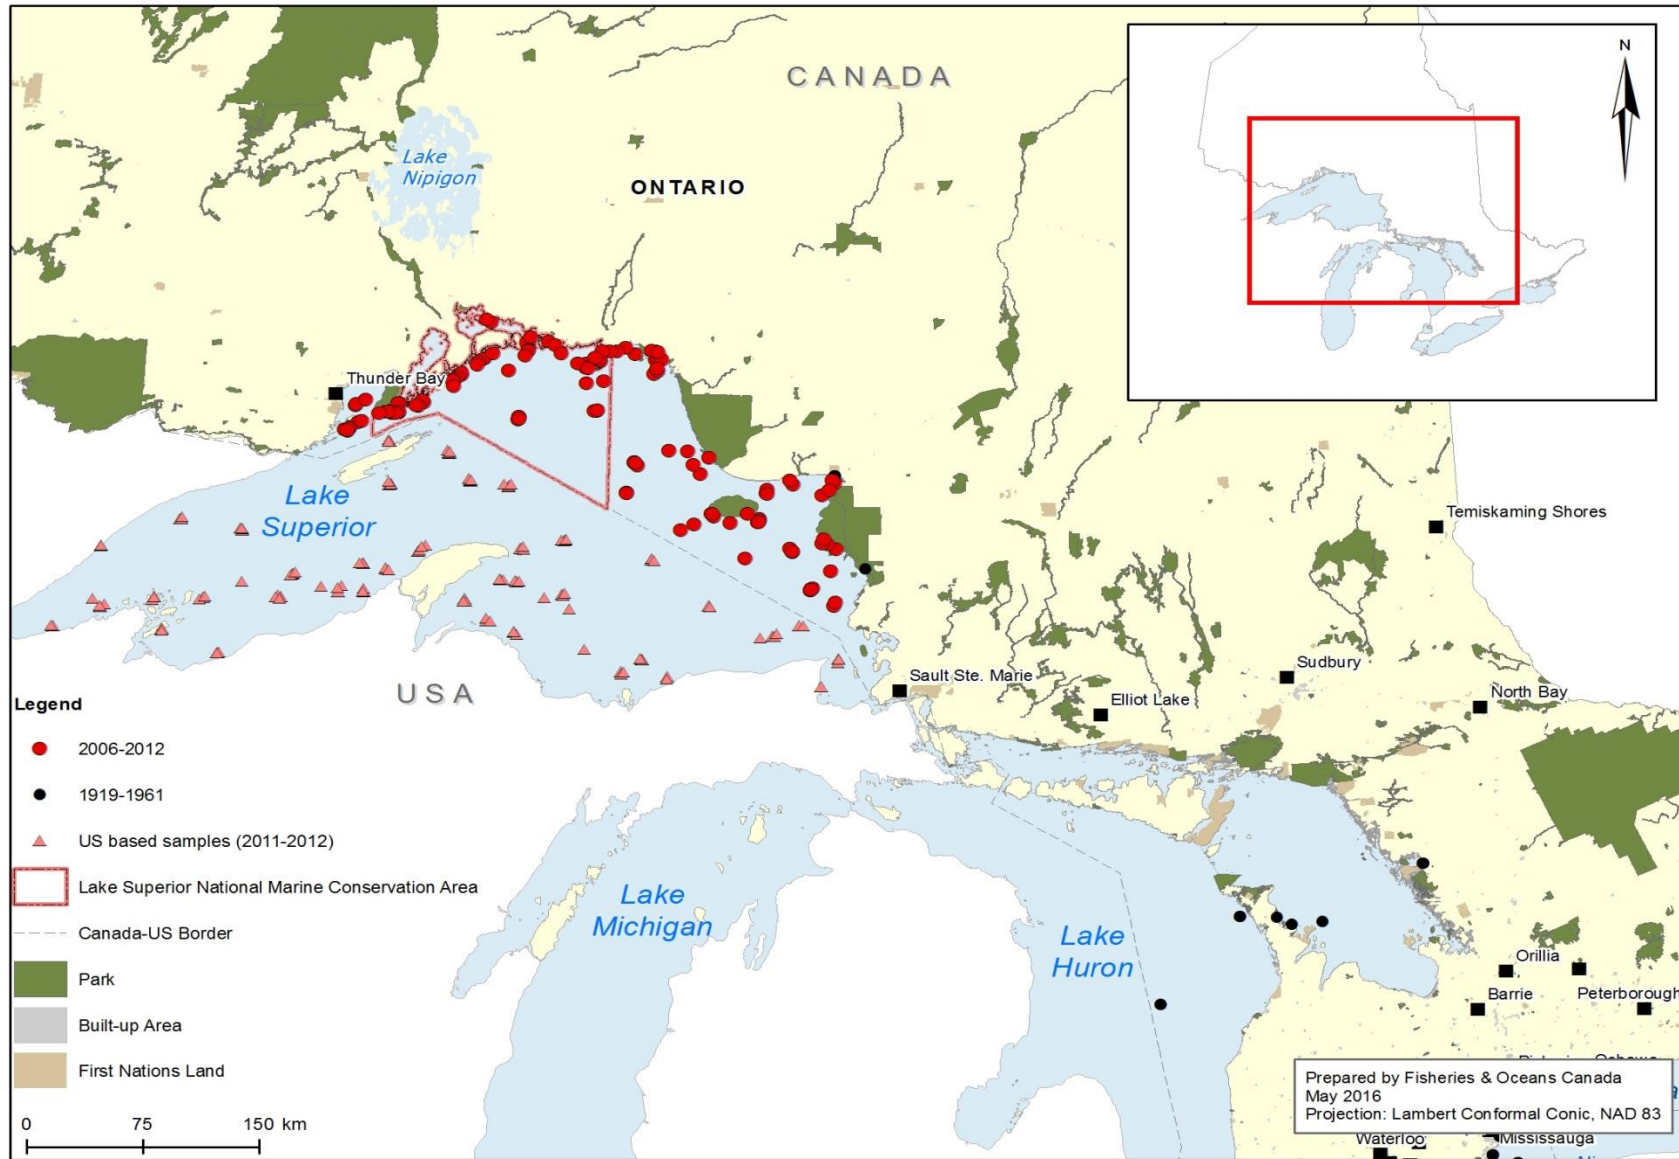 CANADA
N
Lake
Nipigon
ONTARIO
Thunder Bay
Lake
Superior
Temiskaming Shores
USA
Sault Ste. Marie
Elliot Lake
Sudbury
North Bay
Legend
2006-2012
1919-1961
US based samples (2011-2012)
Lake Superior National Marine Conservation Area
Canada-US Border
Park
Built-up Area
First Nations Land
0 75 150 km
Lake
Michigan
Lake
Huron
Orillia
Barrie
Peterborough
Prepared by Fisheries & Oceans Canada
May 2016
Projection: Lambert Conformal Conic, NAD 83
Waterloo
Mississauga